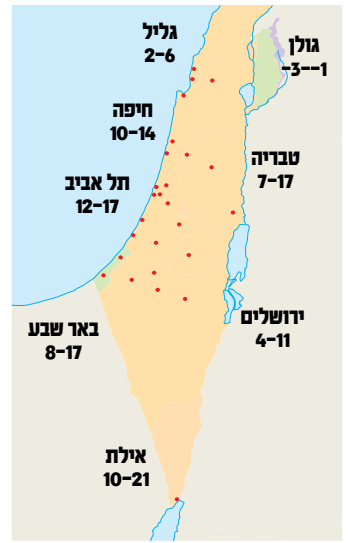 גליל
2-6
גולן
-3--1
חיפה
10-14
טבריה
7-17
תל אביב
12-17
ירושלים
4-11
באר שבע
8-17
אילת
10-21